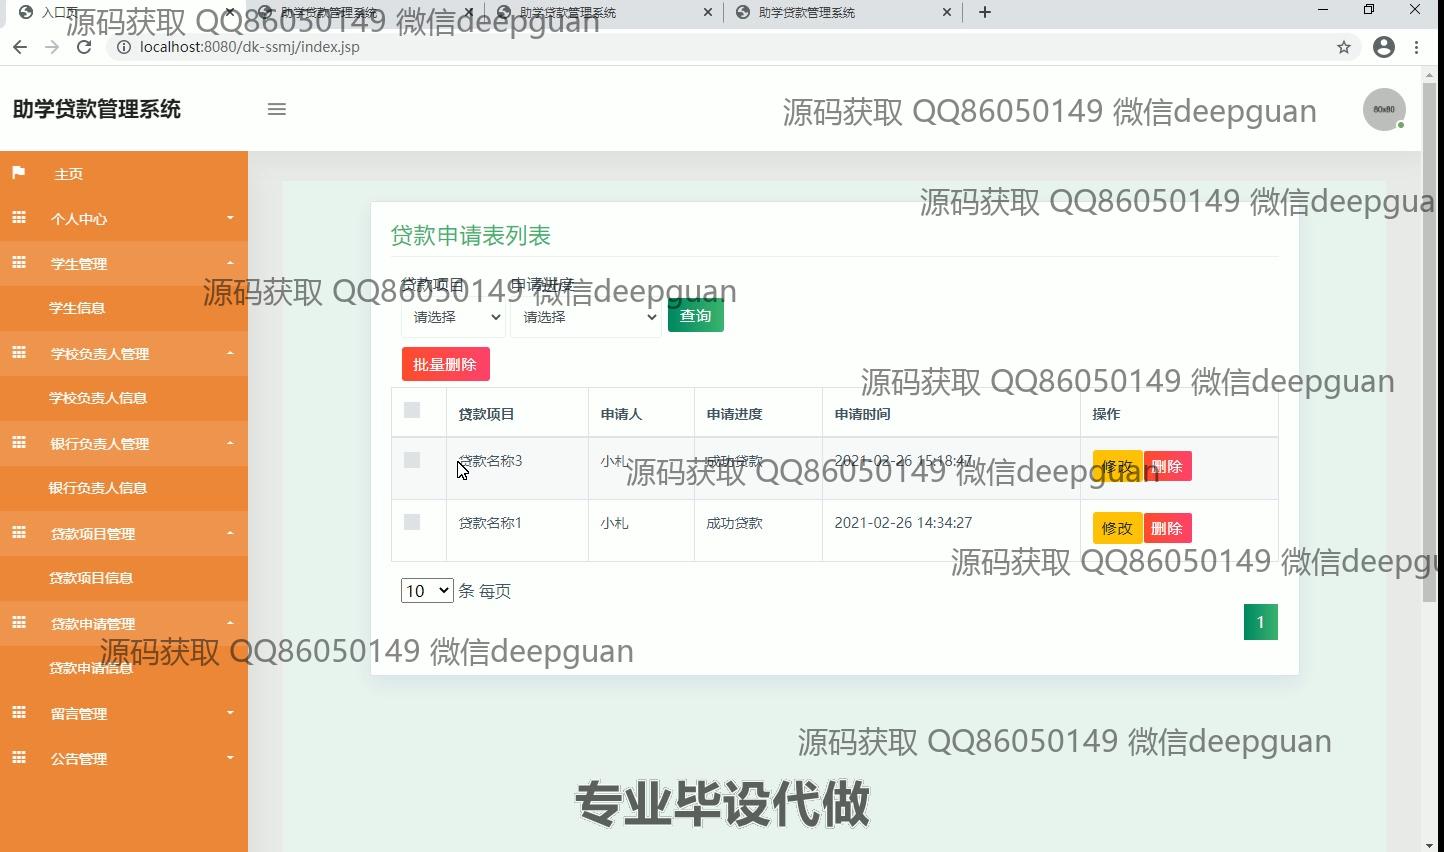 入口页
助学贷款管理系统
助学贷款管理系统
助学贷款管理系统
源码获取 QQ86050149 微信deepguan
localhost:8080/dk-ssmj/index.jsp
助学贷款管理系统
源码获取 QQ86050149 微信deepguan
80x80
主页
个人中心
学生管理
学生信息
学校负责人管理
学校负责人信息
银行负责人管理
银行负责人信息
贷款项目管理
贷款项目信息
贷款申请管理
贷款申请信息
留言管理
公告管理
源码获取 QQ86050149 微信deepgua
贷款申请表列表
贷款项目 申请进度
源码获取 QQ86050149 微信deepguan
请选择 请选择 查询
批量删除
源码获取 QQ86050149 微信deepguan
贷款项目 申请人 申请进度 申请时间 操作
贷款名称3 小札 成功贷款 2021-02-26 15:18:47 修改 删除
源码获取 QQ86050149 微信deepguan
贷款名称1 小札 成功贷款 2021-02-26 14:34:27 修改 删除
源码获取 QQ86050149 微信deepgu
10 条 每页
1
源码获取 QQ86050149 微信deepguan
源码获取 QQ86050149 微信deepguan
专业毕设代做